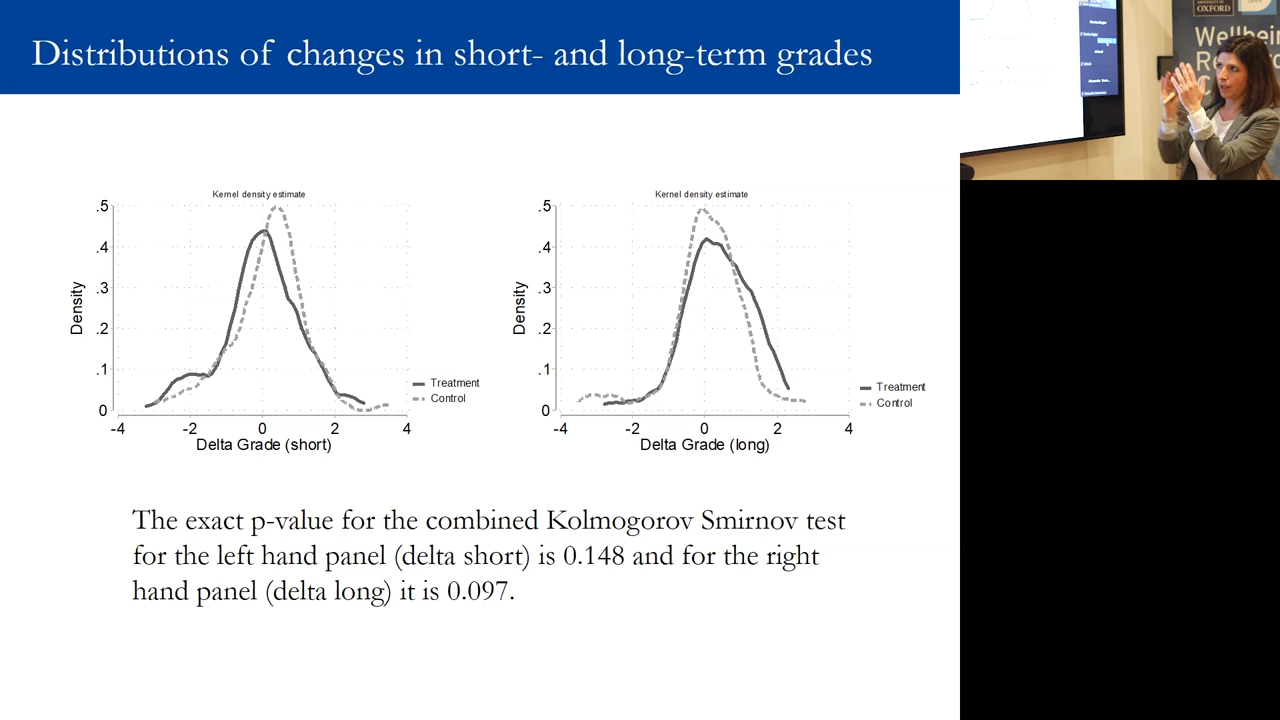 Distributions of changes in short- and long-term grades
Kernel density estimate
.5
.4
.3
.2
.1
0
Density
-4 -2 0 2 4
Delta Grade (short)
Treatment
Control
Kernel density estimate
.5
.4
.3
.2
.1
0
Density
-4 -2 0 2 4
Delta Grade (long)
Treatment
Control
The exact p-value for the combined Kolmogorov Smirnov test
for the left hand panel (delta short) is 0.148 and for the right
hand panel (delta long) it is 0.097.
OXFORD